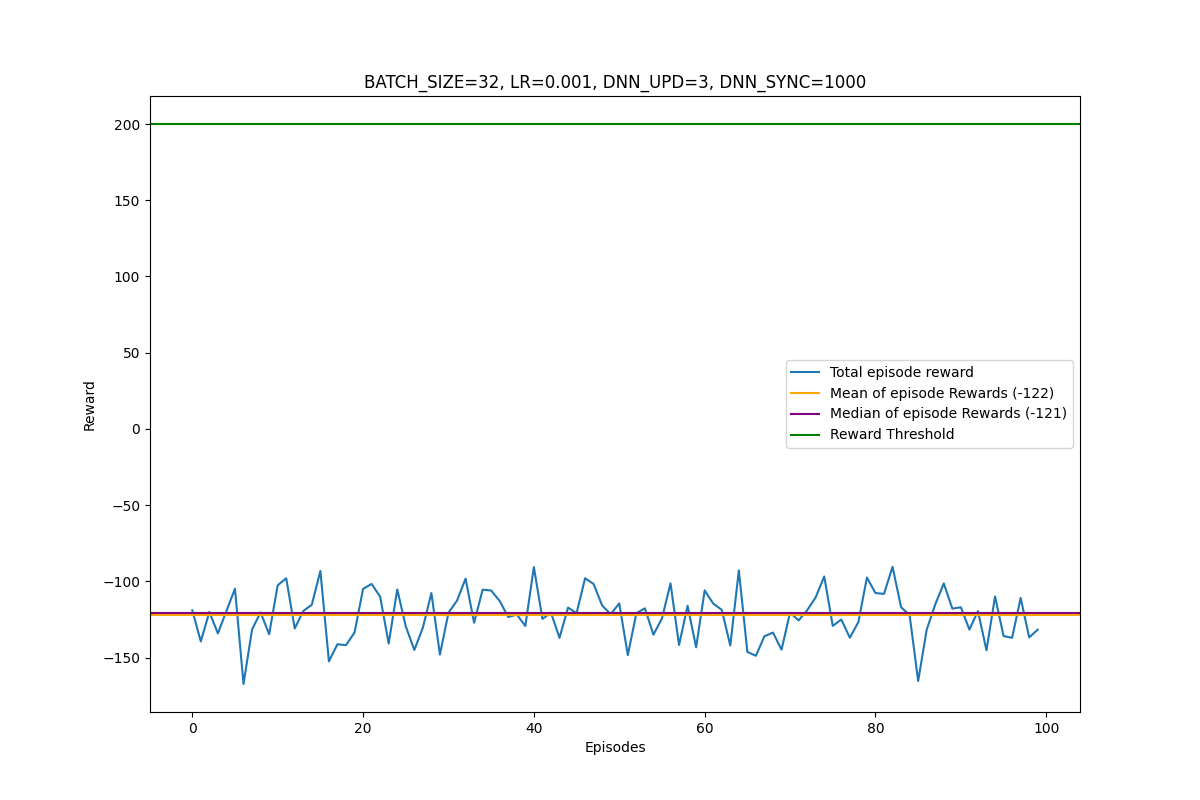 BATCH_SIZE=32, LR=0.001, DNN_UPD=3, DNN_SYNC=1000
200
150
100
50
0
−50
−100
−150
Reward
Total episode reward
Mean of episode Rewards (-122)
Median of episode Rewards (-121)
Reward Threshold
0 20 40 60 80 100
Episodes